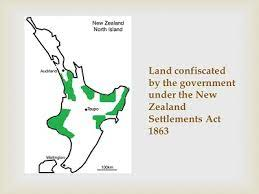 New Zealand
North Island
Auckland
Taupo
Wellington
100km
Land confiscated
by the government
under the New
Zealand
Settlements Act
1863